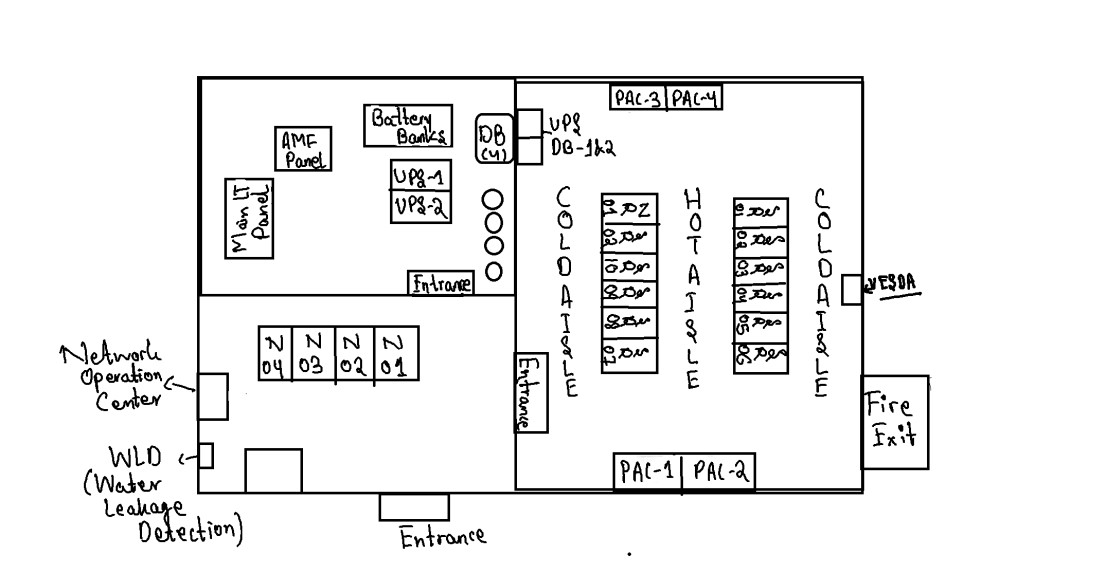 PAC-3 PAC-4
Battery
Banks
AMF
Panel
DB
(4)
UPS
DB-1&2
UPS-1
UPS-2
Main LT
Panel
Entrance
COLD AISLE
HOT AISLE
COLD AISLE
VESDA
N
04
N
03
N
02
N
01
Network
Operation
Center
Entrance
Fire
Exit
WLD
(Water
Leakage
Detection)
PAC-1 PAC-2
Entrance